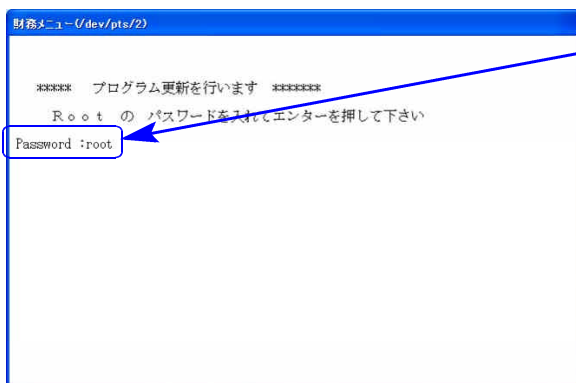 財務メニュー(/dev/pts/2)
***** プログラム更新を行います *******
Ｒｏｏｔ の パスワードを入れてエンターを押して下さい
Password :root